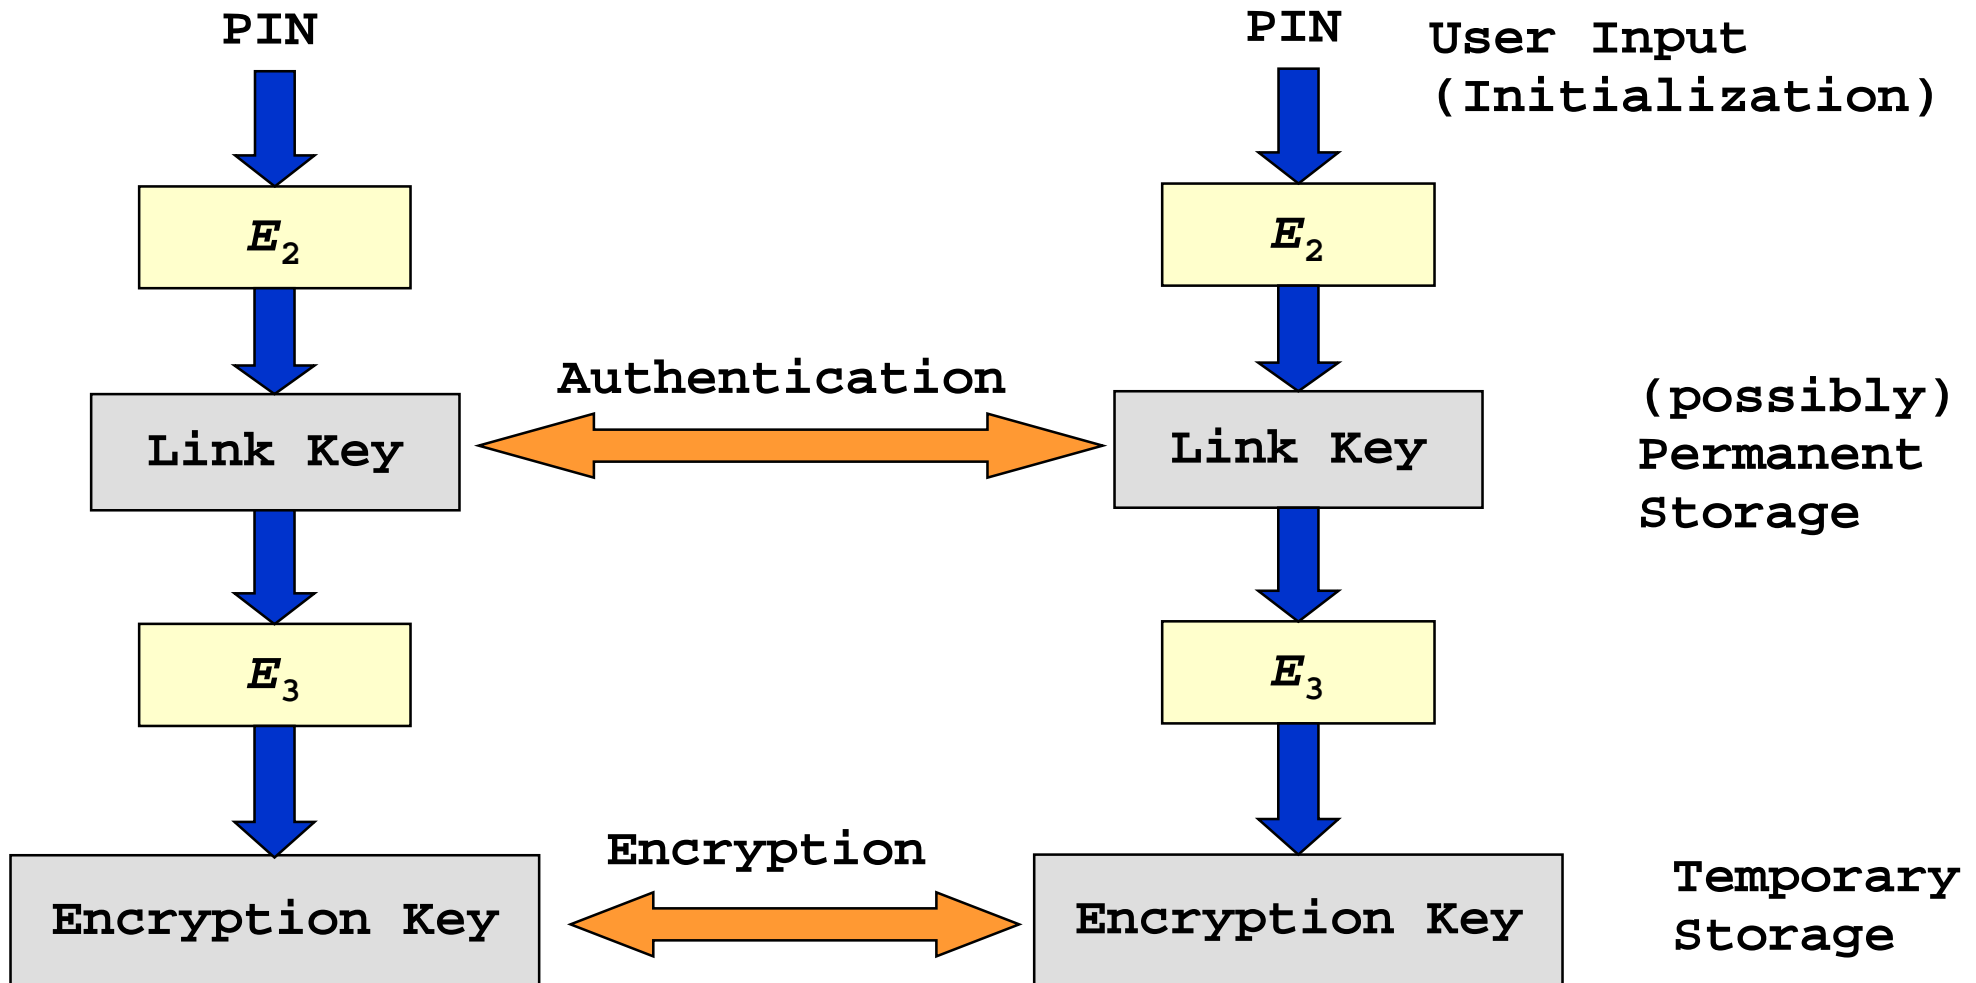 PIN
PIN
User Input
(Initialization)
E2
E2
Authentication
Link Key
Link Key
(possibly)
Permanent
Storage
E3
E3
Encryption
Encryption Key
Encryption Key
Temporary
Storage